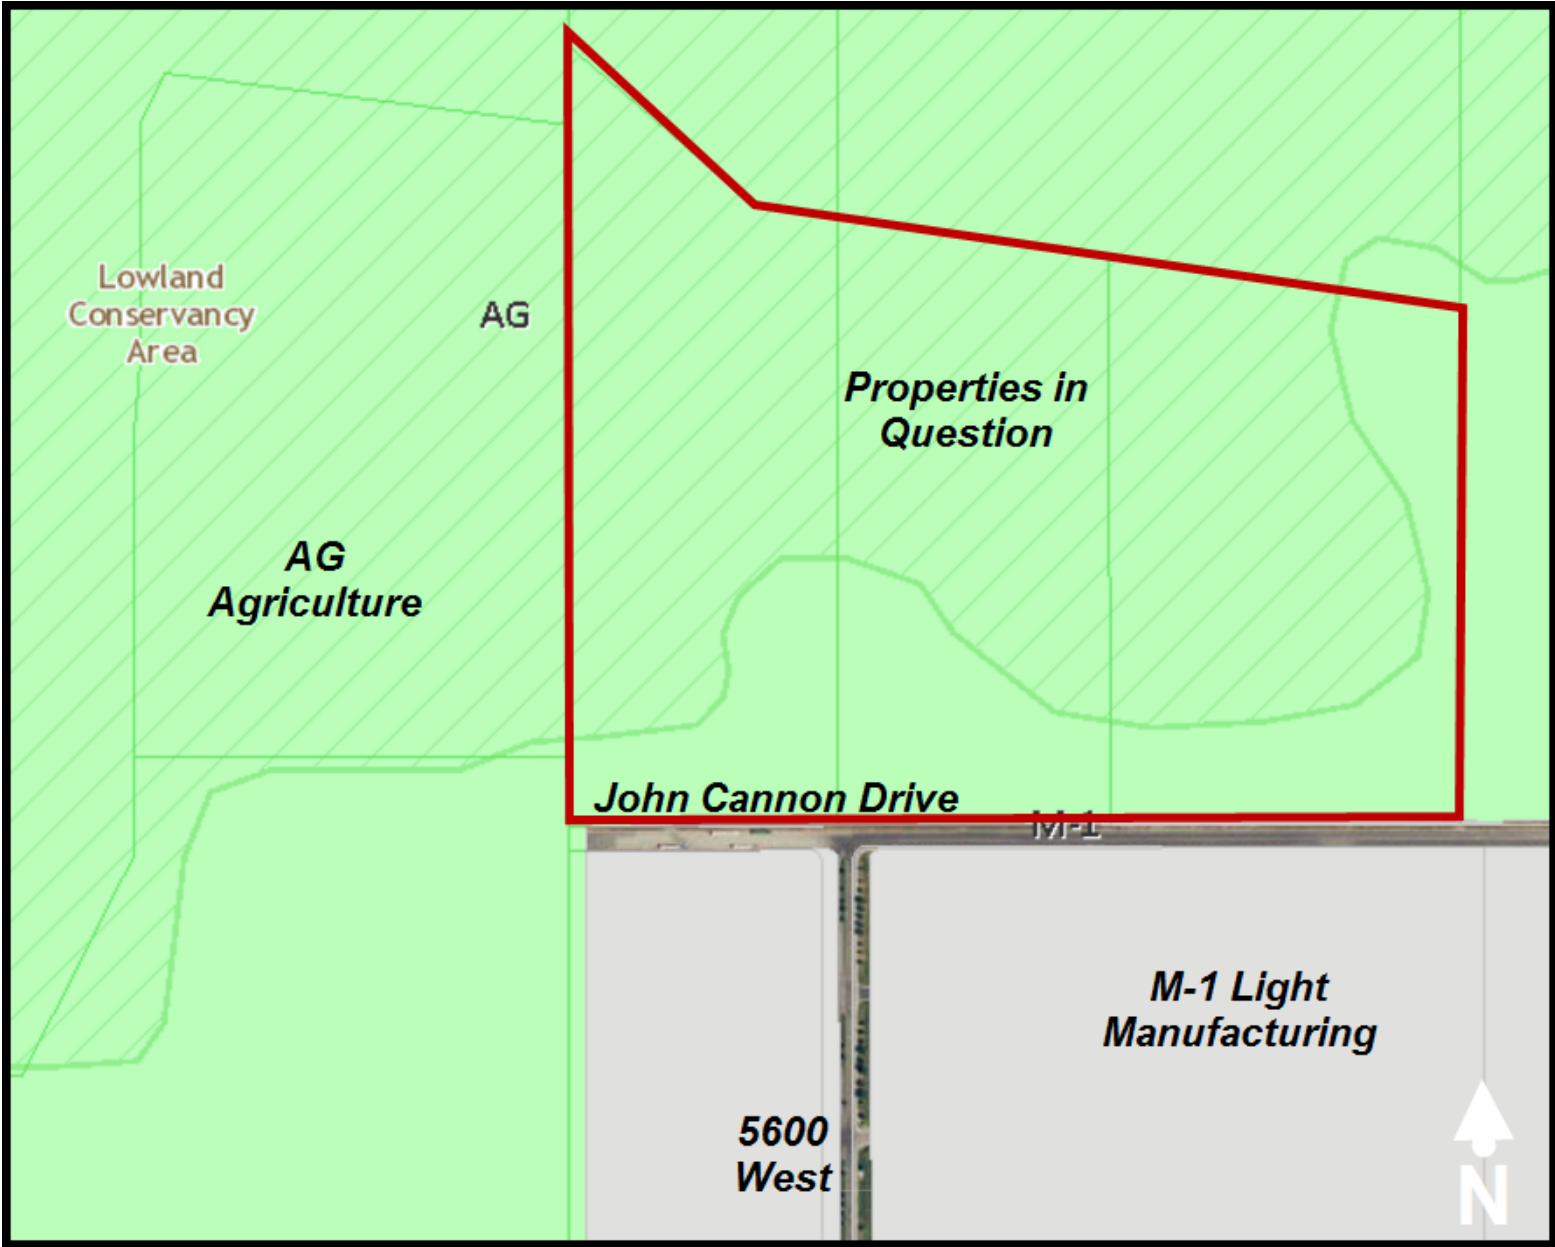 Lowland
Conservancy
Area
AG
Properties in
Question
AG
Agriculture
John Cannon Drive
M-1
M-1 Light
Manufacturing
5600
West
N